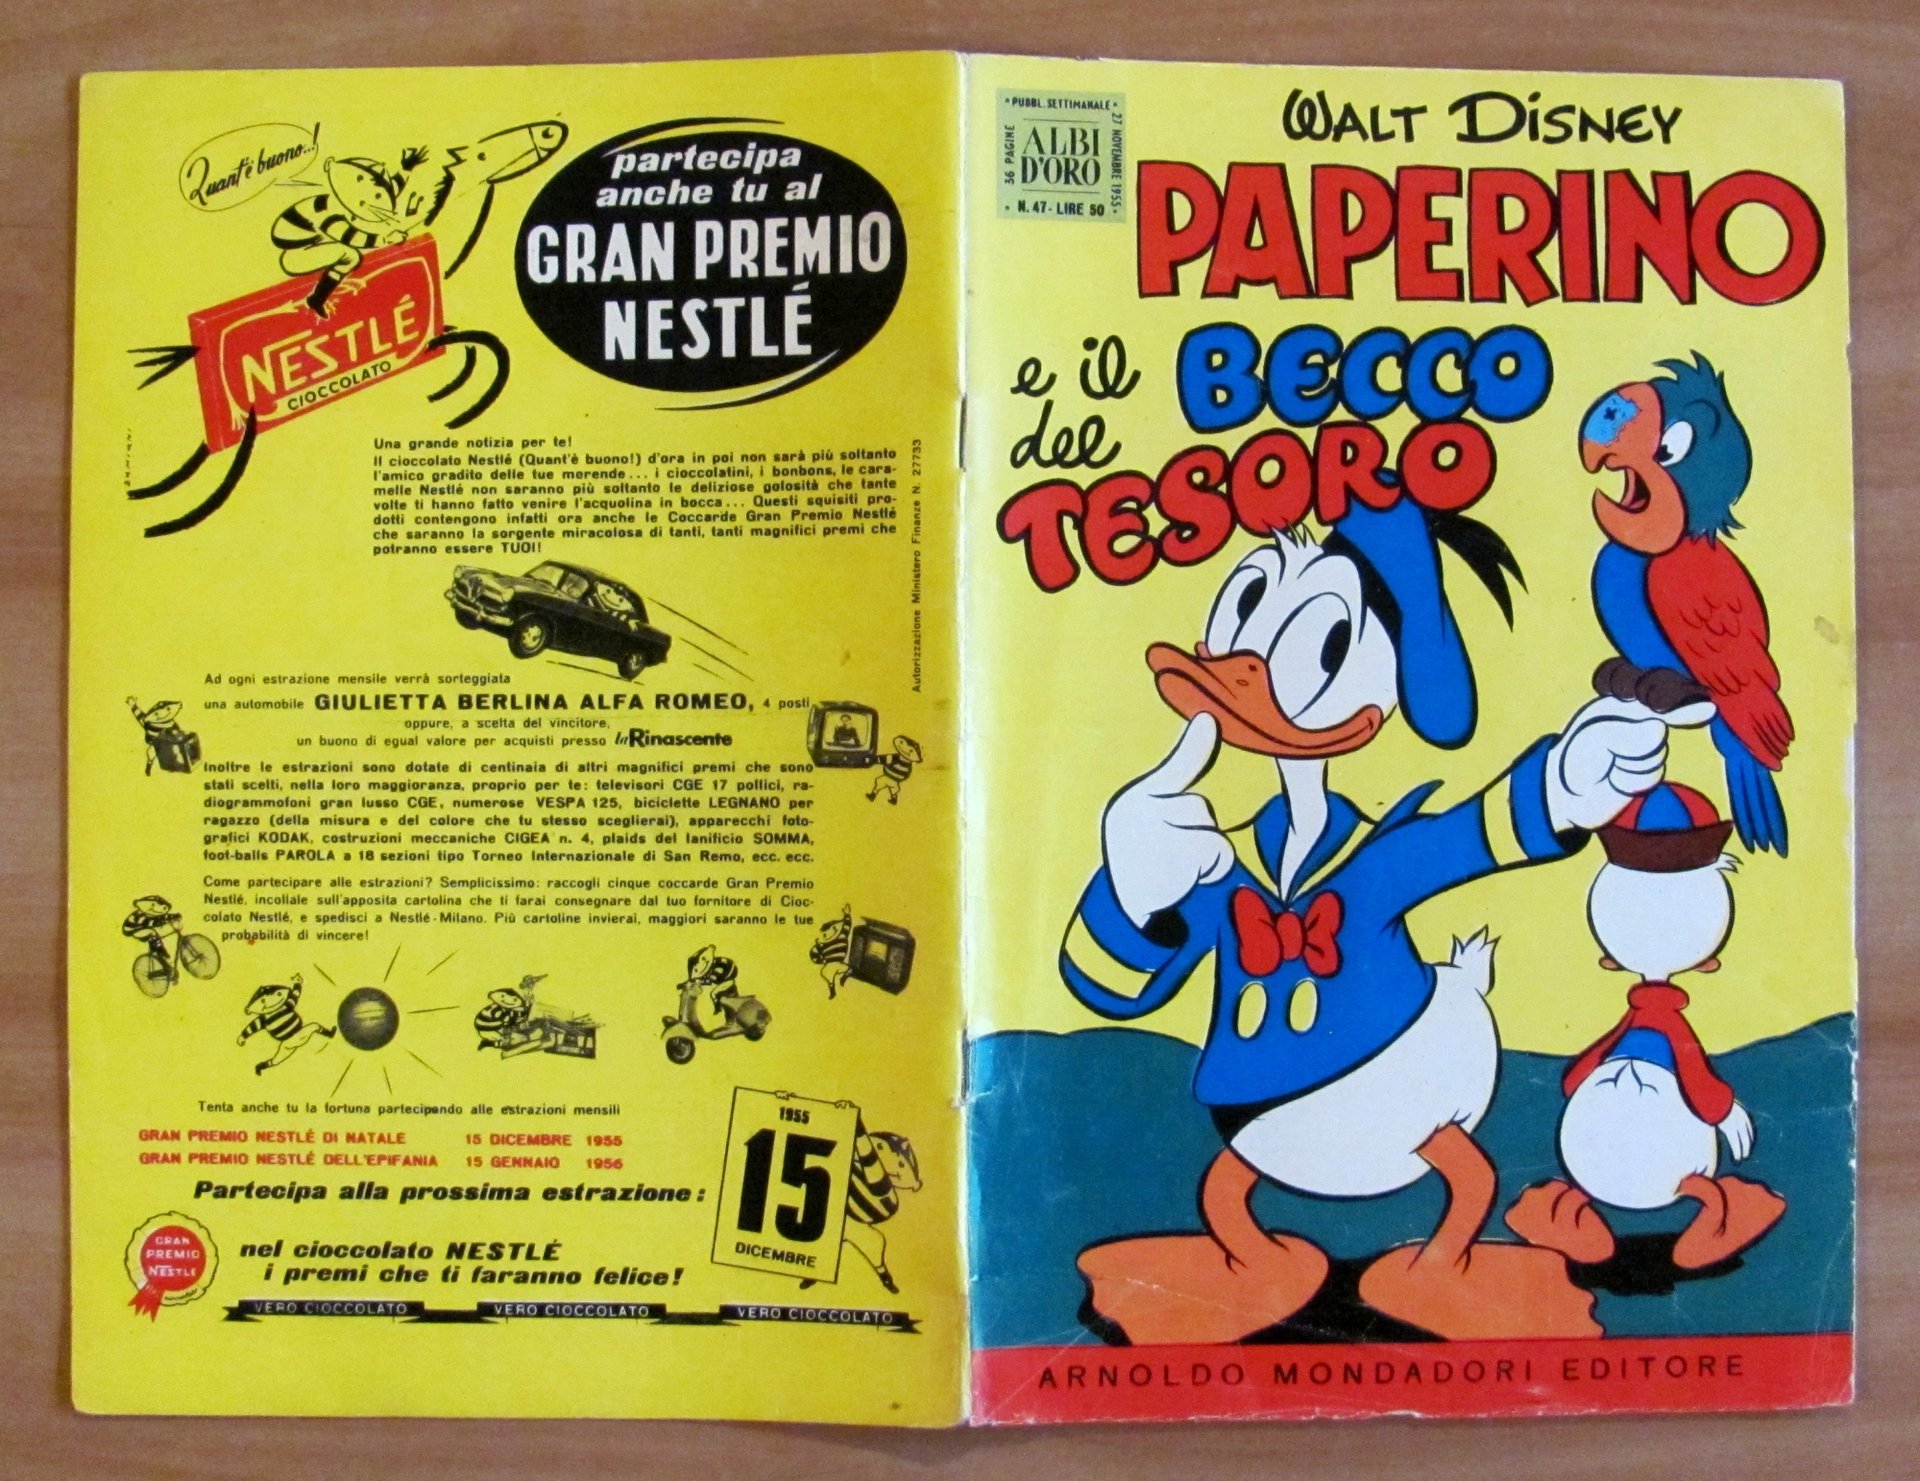 Quant'è buono...!
partecipa
anche tu al
GRAN PREMIO
NESTLÉ
NESTLÉ
CIOCCOLATO
Una grande notizia per te!
Il cioccolato Nestlé (Quant'è buono!) d'ora in poi non sarà più soltanto
l'amico gradito delle tue merende... i cioccolatini, i bonbons, le cara-
melle Nestlé non saranno più soltanto le deliziose golosità che tante
volte ti hanno fatto venire l'acquolina in bocca... Questi squisiti pro-
dotti contengono infatti ora anche le Coccarde Gran Premio Nestlé
che saranno la sorgente miracolosa di tanti, tanti magnifici premi che
potranno essere TUOI!
Autorizzazione Ministero Finanze N. 27733
Ad ogni estrazione mensile verrà sorteggiata
una automobile GIULIETTA BERLINA ALFA ROMEO, 4 posti
oppure, a scelta del vincitore,
un buono di egual valore per acquisti presso la Rinascente
Inoltre le estrazioni sono dotate di centinaia di altri magnifici premi che sono
stati scelti, nella loro maggioranza, proprio per te: televisori CGE 17 pollici, ra-
diogrammofoni gran lusso CGE, numerose VESPA 125, biciclette LEGNANO per
ragazzo (della misura e del colore che tu stesso sceglierai), apparecchi foto-
grafici KODAK, costruzioni meccaniche CIGEA n. 4, plaids del lanificio SOMMA,
foot-balls PAROLA a 18 sezioni tipo Torneo Internazionale di San Remo, ecc. ecc.
Come partecipare alle estrazioni? Semplicissimo: raccogli cinque coccarde Gran Premio
Nestlé, incollale sull'apposita cartolina che ti farai consegnare dal tuo fornitore di Cioc-
colato Nestlé, e spedisci a Nestlé-Milano. Più cartoline invierai, maggiori saranno le tue
probabilità di vincere!
Tenta anche tu la fortuna partecipando alle estrazioni mensili
GRAN PREMIO NESTLÉ DI NATALE 15 DICEMBRE 1955
GRAN PREMIO NESTLÉ DELL'EPIFANIA 15 GENNAIO 1956
Partecipa alla prossima estrazione:
1955
15
DICEMBRE
GRAN
PREMIO
NESTLÉ
nel cioccolato NESTLÉ
i premi che ti faranno felice!
VERO CIOCCOLATO VERO CIOCCOLATO VERO CIOCCOLATO
PUBBL. SETTIMANALE
36 PAGINE
ALBI
D'ORO
27 NOVEMBRE 1955
N. 47 - LIRE 50
WALT DISNEY
PAPERINO
e il BECCO
del
TESORO
ARNOLDO MONDADORI EDITORE